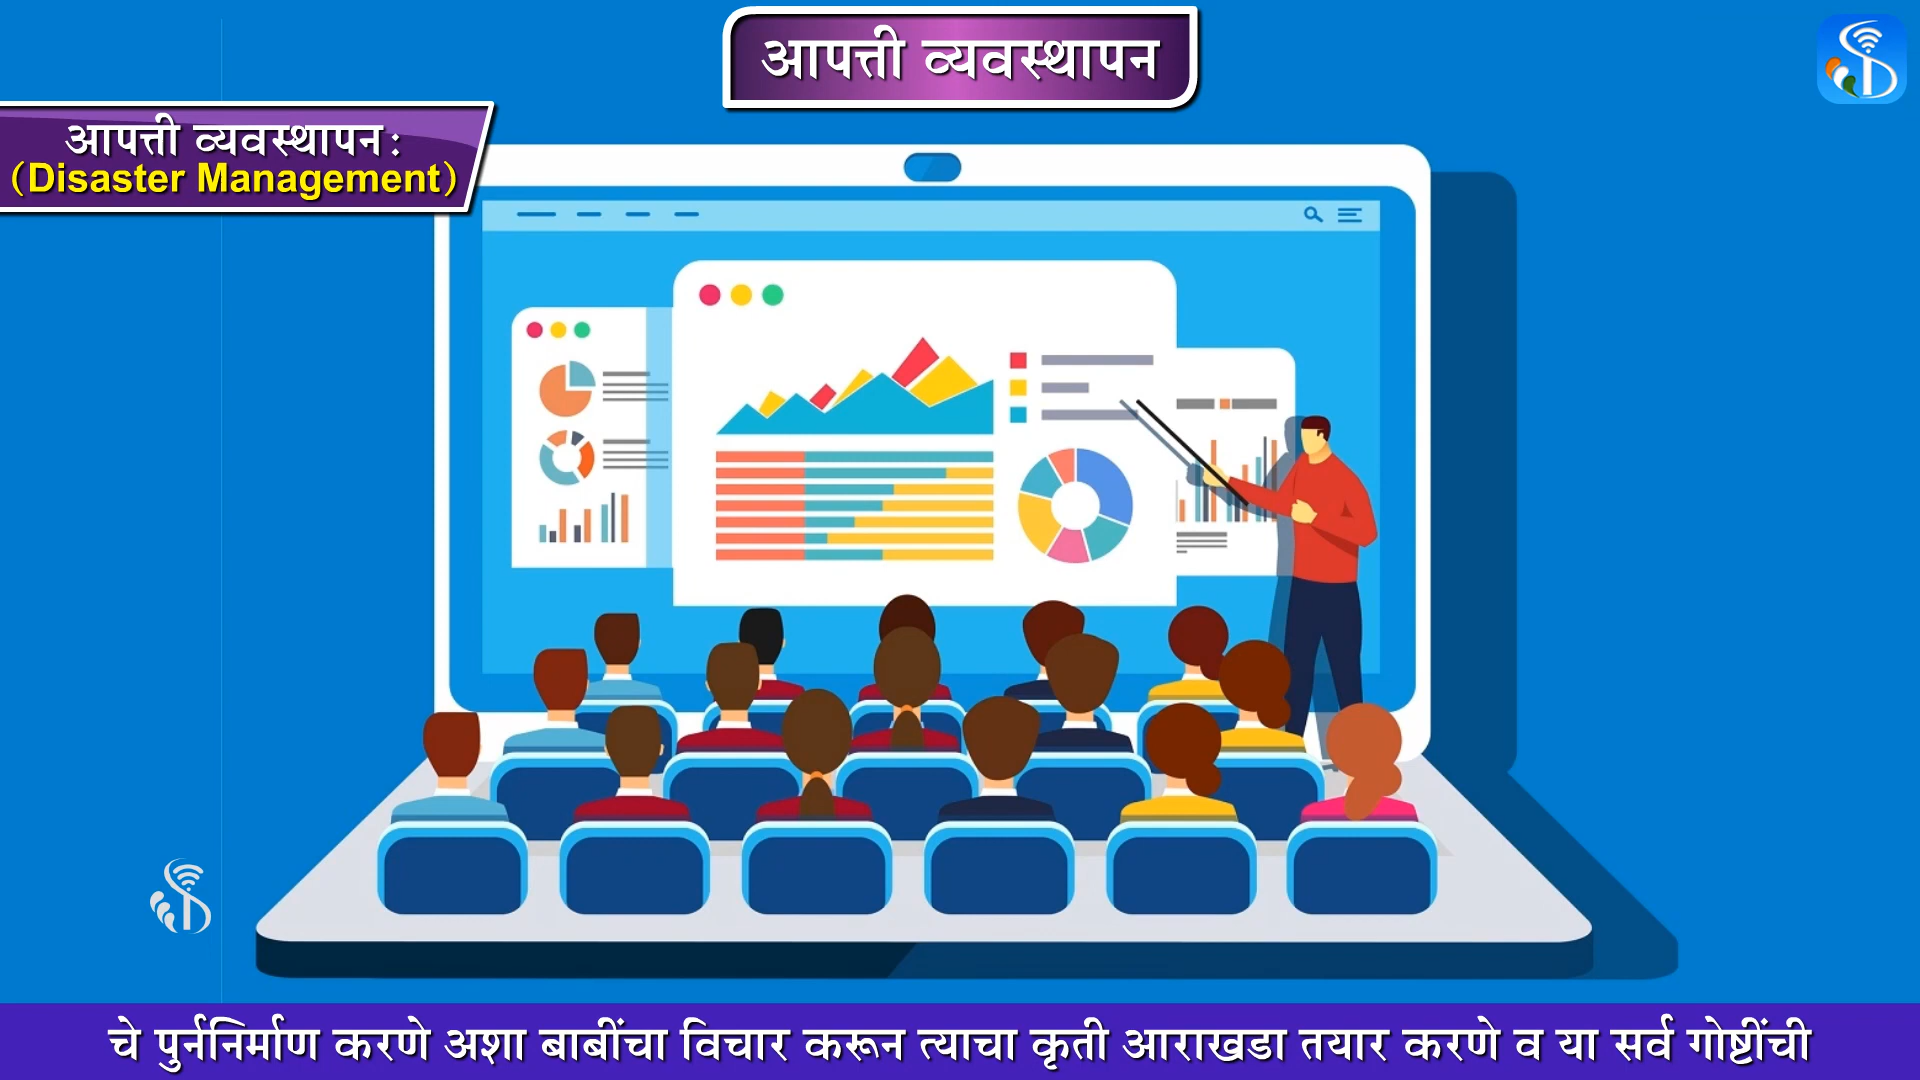 आपत्ती व्यवस्थापन
आपत्ती व्यवस्थापन:
(Disaster Management)
चे पुर्ननिर्माण करणे अशा बाबींचा विचार करून त्याचा कृती आराखडा तयार करणे व या सर्व गोष्टींची